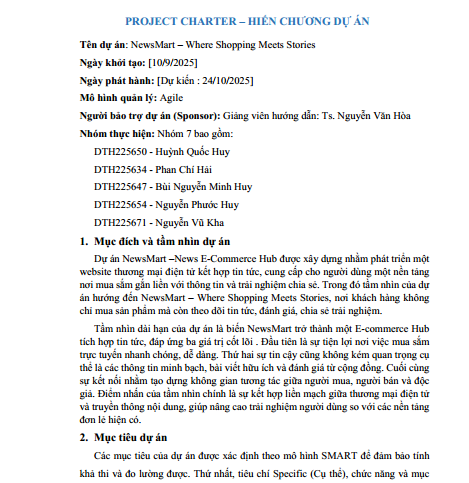 PROJECT CHARTER – HIẾN CHƯƠNG DỰ ÁN
Tên dự án: NewsMart – Where Shopping Meets Stories
Ngày khởi tạo: [10/9/2025]
Ngày phát hành: [Dự kiến : 24/10/2025]
Mô hình quản lý: Agile
Người bảo trợ dự án (Sponsor): Giảng viên hướng dẫn: Ts. Nguyễn Văn Hòa
Nhóm thực hiện: Nhóm 7 bao gồm:
DTH225650 - Huỳnh Quốc Huy
DTH225634 - Phan Chí Hải
DTH225647 - Bùi Nguyễn Minh Huy
DTH225654 - Nguyễn Phước Huy
DTH225671 - Nguyễn Vũ Kha
1. Mục đích và tầm nhìn dự án
Dự án NewsMart –News E-Commerce Hub được xây dựng nhằm phát triển một
website thương mại điện tử kết hợp tin tức, cung cấp cho người dùng một nền tảng
nơi mua sắm gắn liền với thông tin và trải nghiệm chia sẻ. Trong đó tầm nhìn của dự
án hướng đến NewsMart – Where Shopping Meets Stories, nơi khách hàng không
chỉ mua sản phẩm mà còn theo dõi tin tức, đánh giá, chia sẻ trải nghiệm.
Tầm nhìn dài hạn của dự án là biến NewsMart trở thành một E-commerce Hub
tích hợp tin tức, đáp ứng ba giá trị cốt lõi . Đầu tiên là sự tiện lợi nơi việc mua sắm
trực tuyến nhanh chóng, dễ dàng. Thứ hai sự tin cậy cũng không kém quan trọng cụ
thể là các thông tin minh bạch, bài viết hữu ích và đánh giá từ cộng đồng. Cuối cùng
sự kết nối nhằm tạo dựng không gian tương tác giữa người mua, người bán và độc
giả. Điểm nhấn của tầm nhìn chính là sự kết hợp liền mạch giữa thương mại điện tử
và truyền thông nội dung, giúp nâng cao trải nghiệm người dùng so với các nền tảng
đơn lẻ hiện có.
2. Mục tiêu dự án
Các mục tiêu của dự án được xác định theo mô hình SMART để đảm bảo tính
khả thi và đo lường được. Thứ nhất, tiêu chí Specific (Cụ thể), chức năng và mục